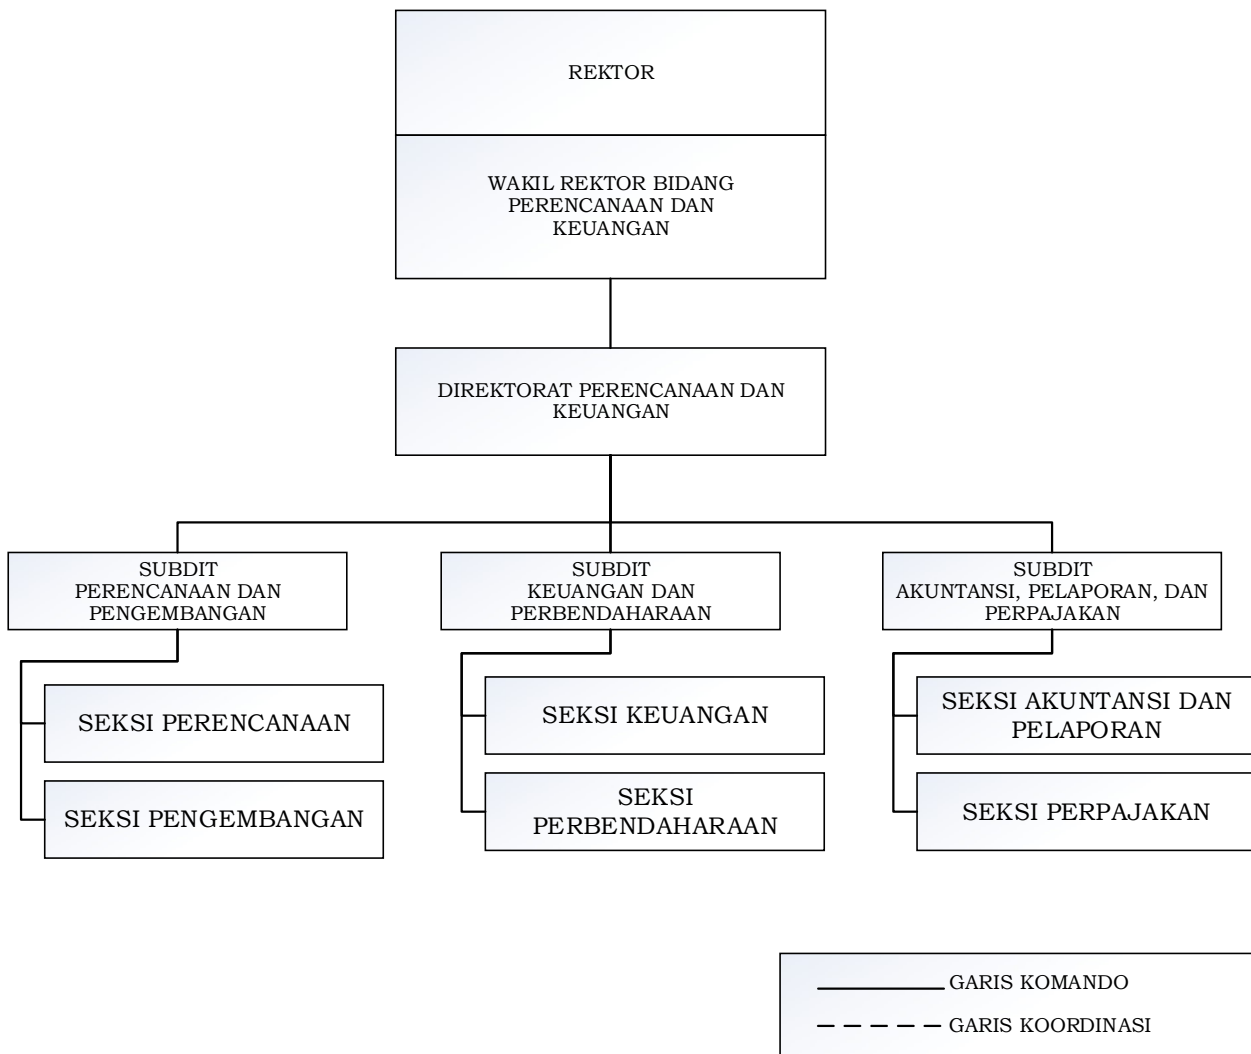 REKTOR
WAKIL REKTOR BIDANG
PERENCANAAN DAN
KEUANGAN
DIREKTORAT PERENCANAAN DAN
KEUANGAN
SUBDIT
PERENCANAAN DAN
PENGEMBANGAN
SEKSI PERENCANAAN
SEKSI PENGEMBANGAN
SUBDIT
KEUANGAN DAN
PERBENDAHARAAN
SEKSI KEUANGAN
SEKSI
PERBENDAHARAAN
SUBDIT
AKUNTANSI, PELAPORAN, DAN
PERPAJAKAN
SEKSI AKUNTANSI DAN
PELAPORAN
SEKSI PERPAJAKAN
GARIS KOMANDO
GARIS KOORDINASI